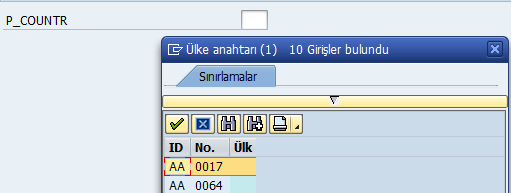 P_COUNTR
Ülke anahtarı (1) 10 Girişler bulundu
Sınırlamalar
ID No. Ülk
AA 0017
AA 0064